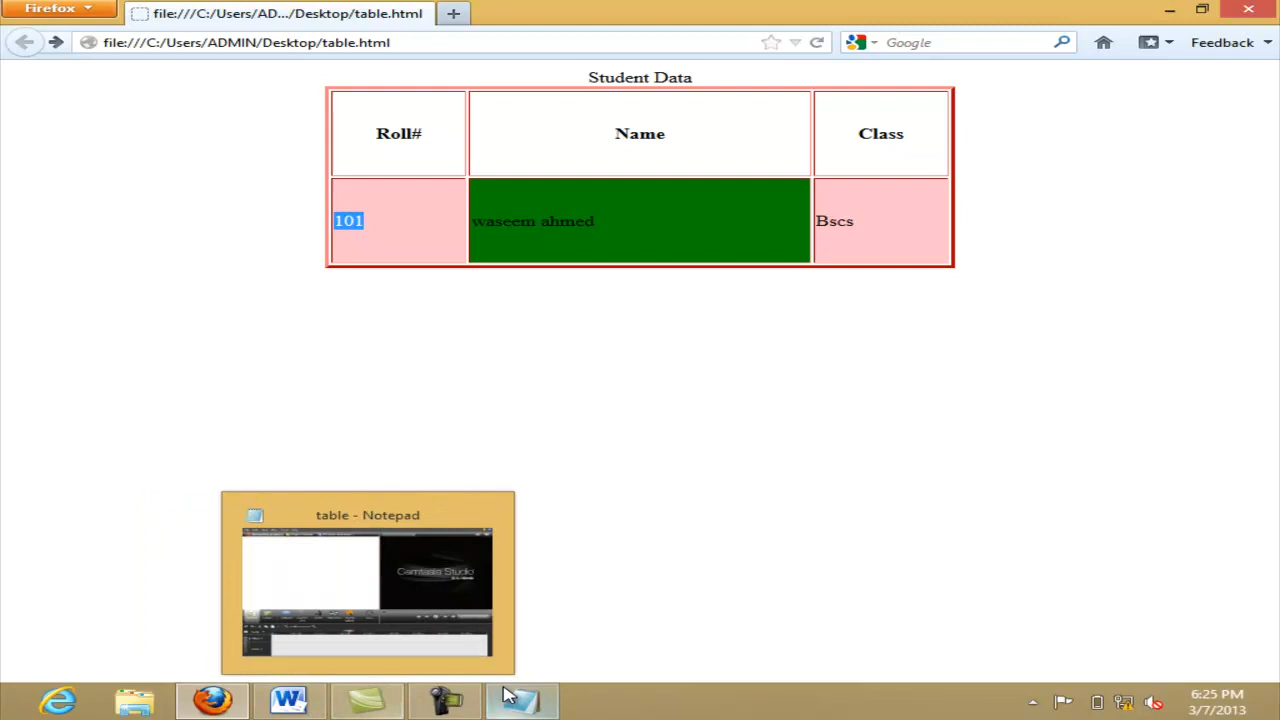 Firefox
file:///C:/Users/AD.../Desktop/table.html
file:///C:/Users/ADMIN/Desktop/table.html
Google
Feedback
Student Data
Roll# Name Class
101 waseem ahmed Bscs
table - Notepad
Camtasia Studio
6:25 PM
3/7/2013